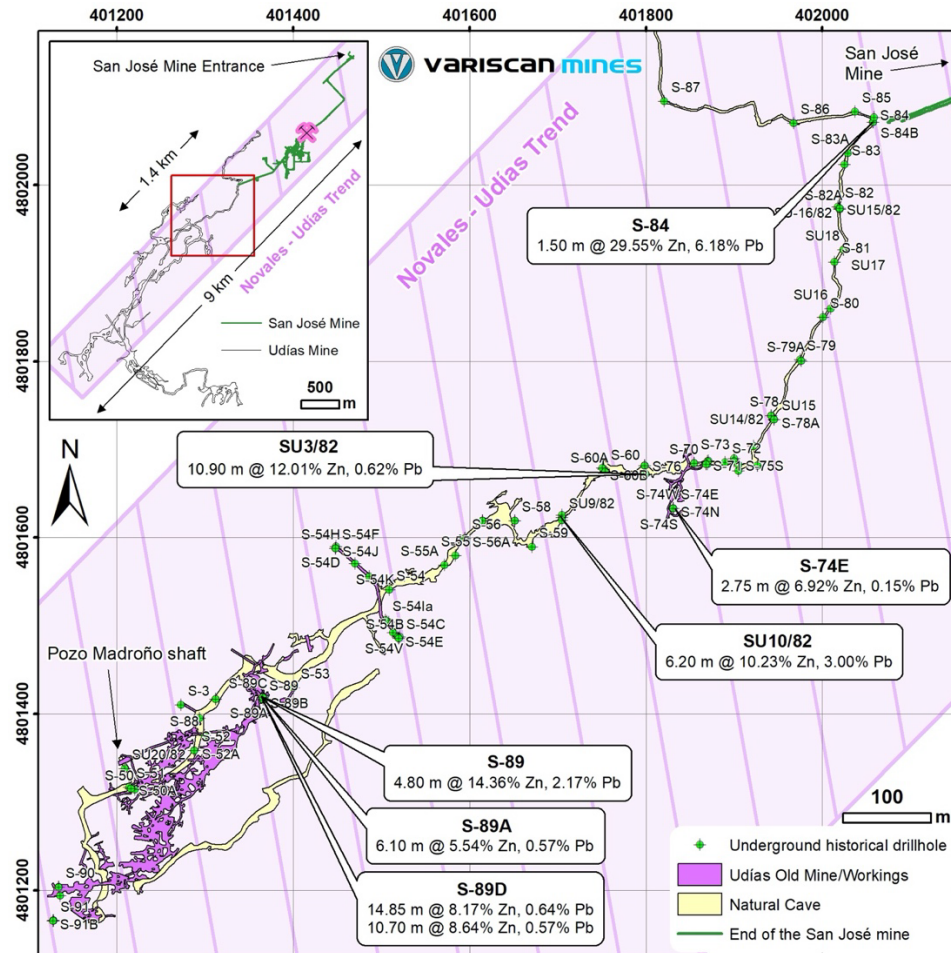 401200 401400 401600 401800 402000
4802000
4801800
4801600
4801400
4801200
San José Mine Entrance
1.4 km
Novales - Udías Trend
9 km
San José Mine
Udías Mine
500 m
VARISCAN MINES
San José
Mine
Novales - Udías Trend
S-87
S-86
S-85
S-84
S-84B
S-83A
S-83
S-82
S-82A
SU15/82
SU18
S-81
SU17
SU16
S-80
S-79A
S-79
S-78
SU15
SU14/82
S-78A
S-84
1.50 m @ 29.55% Zn, 6.18% Pb
SU3/82
10.90 m @ 12.01% Zn, 0.62% Pb
N
S-60A
S-60
S-76
S-70
S-73
S-72
S-71
S-75S
S-74W
S-74E
S-74N
S-74S
SU9/82
S-58
S-59
S-56
S-56A
S-55
S-55A
S-54H
S-54F
S-54J
S-54D
S-54K
S-54
S-54Ia
S-54B
S-54C
S-54E
S-54V
S-74E
2.75 m @ 6.92% Zn, 0.15% Pb
SU10/82
6.20 m @ 10.23% Zn, 3.00% Pb
Pozo Madroño shaft
S-53
S-89C
S-89
S-89B
S-89A
S-3
S-88
S-52
S-52A
SU20/82
S-50
S-51
S-50A
S-90
S-91
S-91B
S-89
4.80 m @ 14.36% Zn, 2.17% Pb
S-89A
6.10 m @ 5.54% Zn, 0.57% Pb
S-89D
14.85 m @ 8.17% Zn, 0.64% Pb
10.70 m @ 8.64% Zn, 0.57% Pb
100 m
Underground historical drillhole
Udías Old Mine/Workings
Natural Cave
End of the San José mine